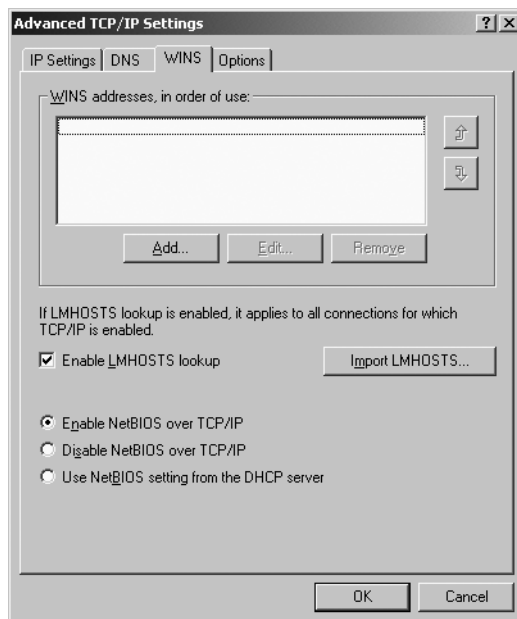 Advanced TCP/IP Settings
IP Settings DNS WINS Options
WINS addresses, in order of use:
Add... Edit... Remove
If LMHOSTS lookup is enabled, it applies to all connections for which
TCP/IP is enabled.
Enable LMHOSTS lookup Import LMHOSTS...
Enable NetBIOS over TCP/IP
Disable NetBIOS over TCP/IP
Use NetBIOS setting from the DHCP server
OK Cancel